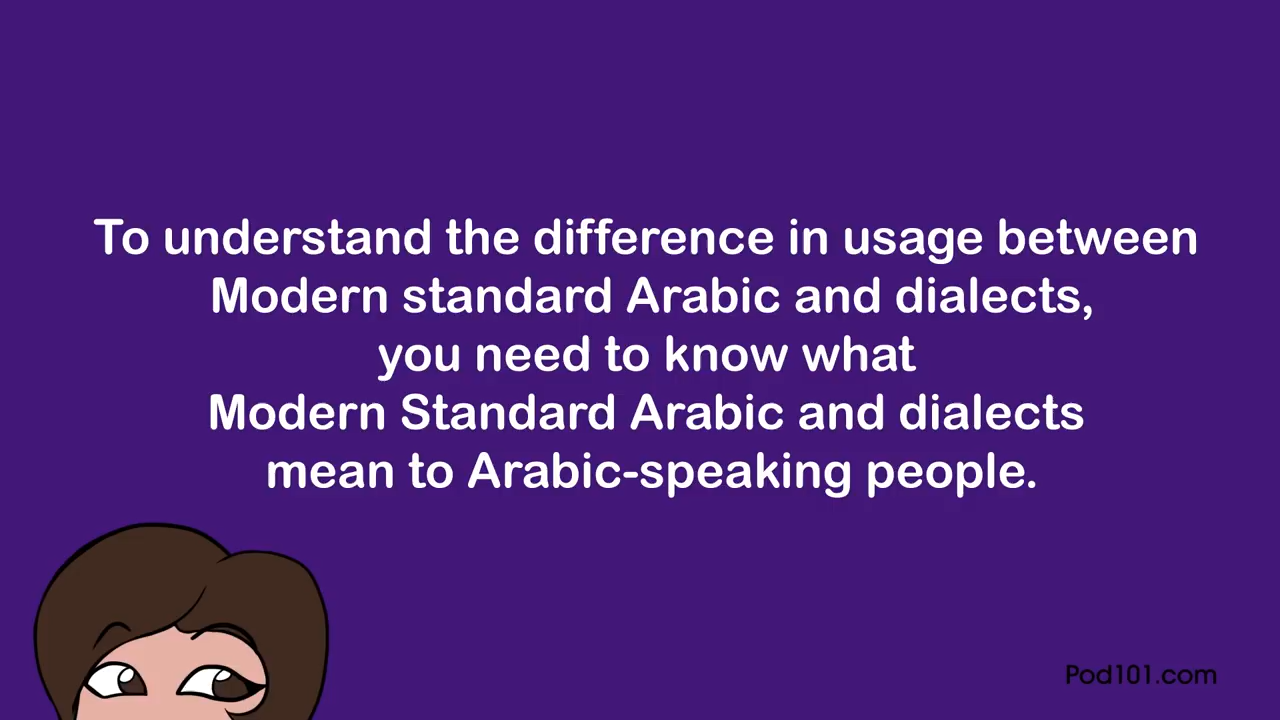 To understand the difference in usage between
Modern standard Arabic and dialects,
you need to know what
Modern Standard Arabic and dialects
mean to Arabic-speaking people.
Pod101.com